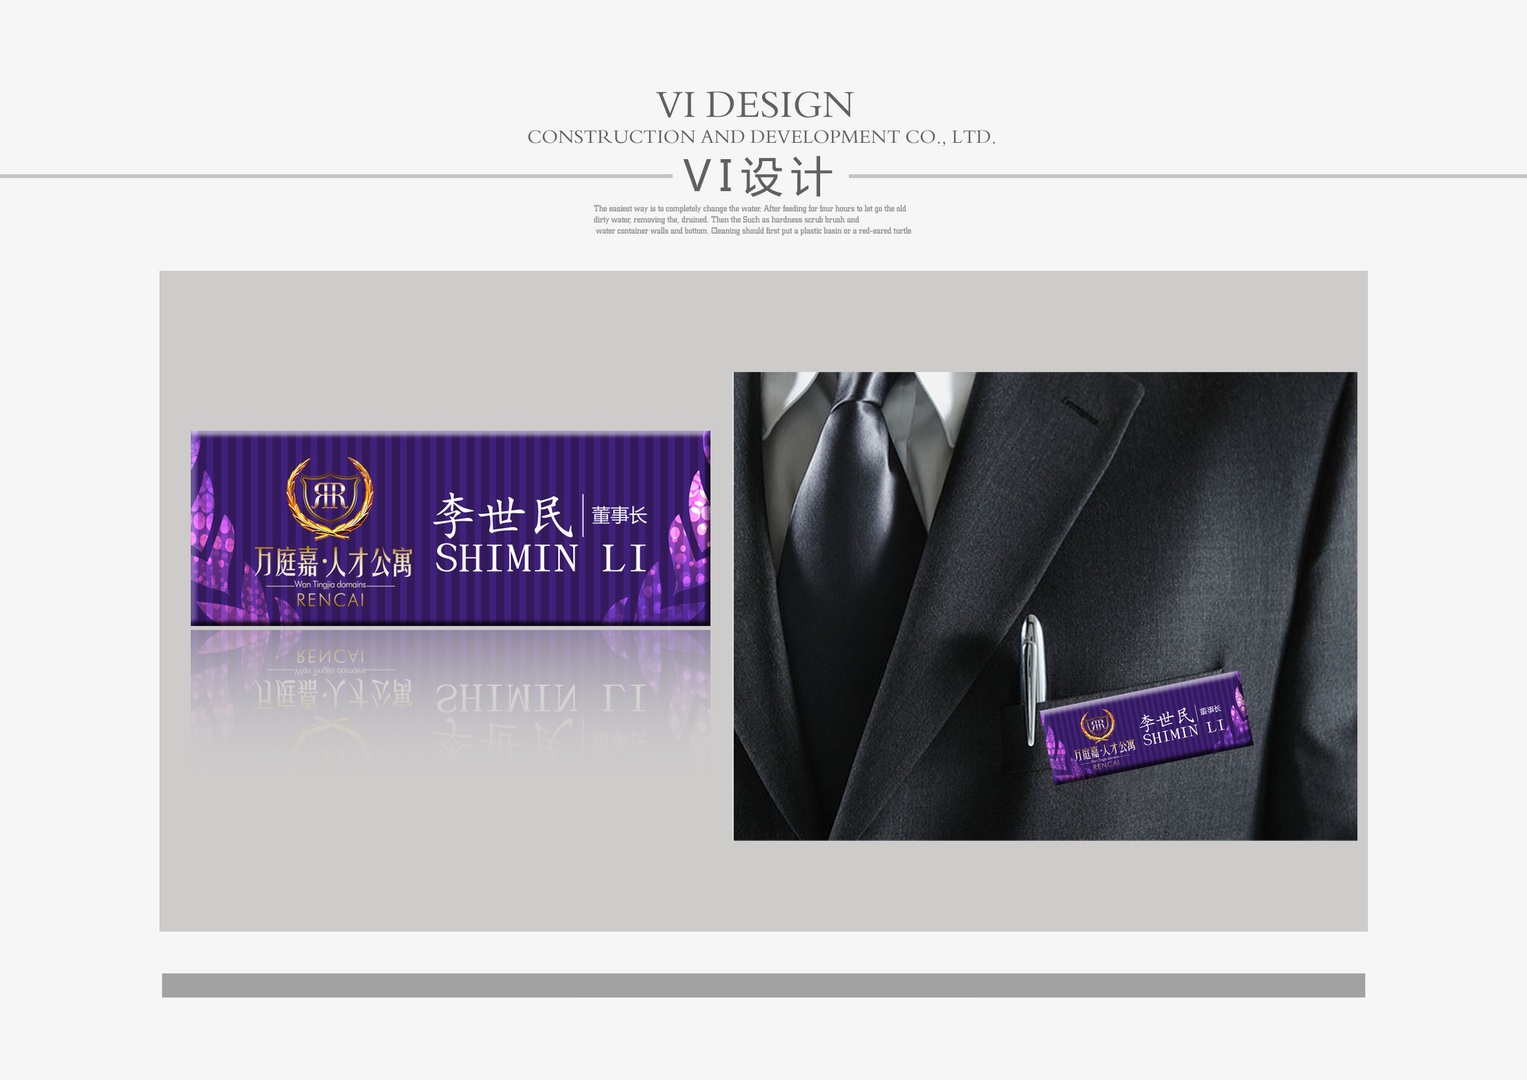 VI DESIGN
CONSTRUCTION AND DEVELOPMENT CO., LTD.
VI设计
The easiest way is to completely change the water. After feeding for four hours to let go the old
dirty water, removing the, drained. Then the Such as hardness scrub brush and
water container walls and bottom. Cleaning should first put a plastic basin or a red-eared turtle
RR
万庭嘉·人才公寓
Wan Tingjia domains
RENCAI
李世民 董事长
SHIMIN LI
RR
万庭嘉·人才公寓
Wan Tingjia domains
RENCAI
李世民 董事长
SHIMIN LI